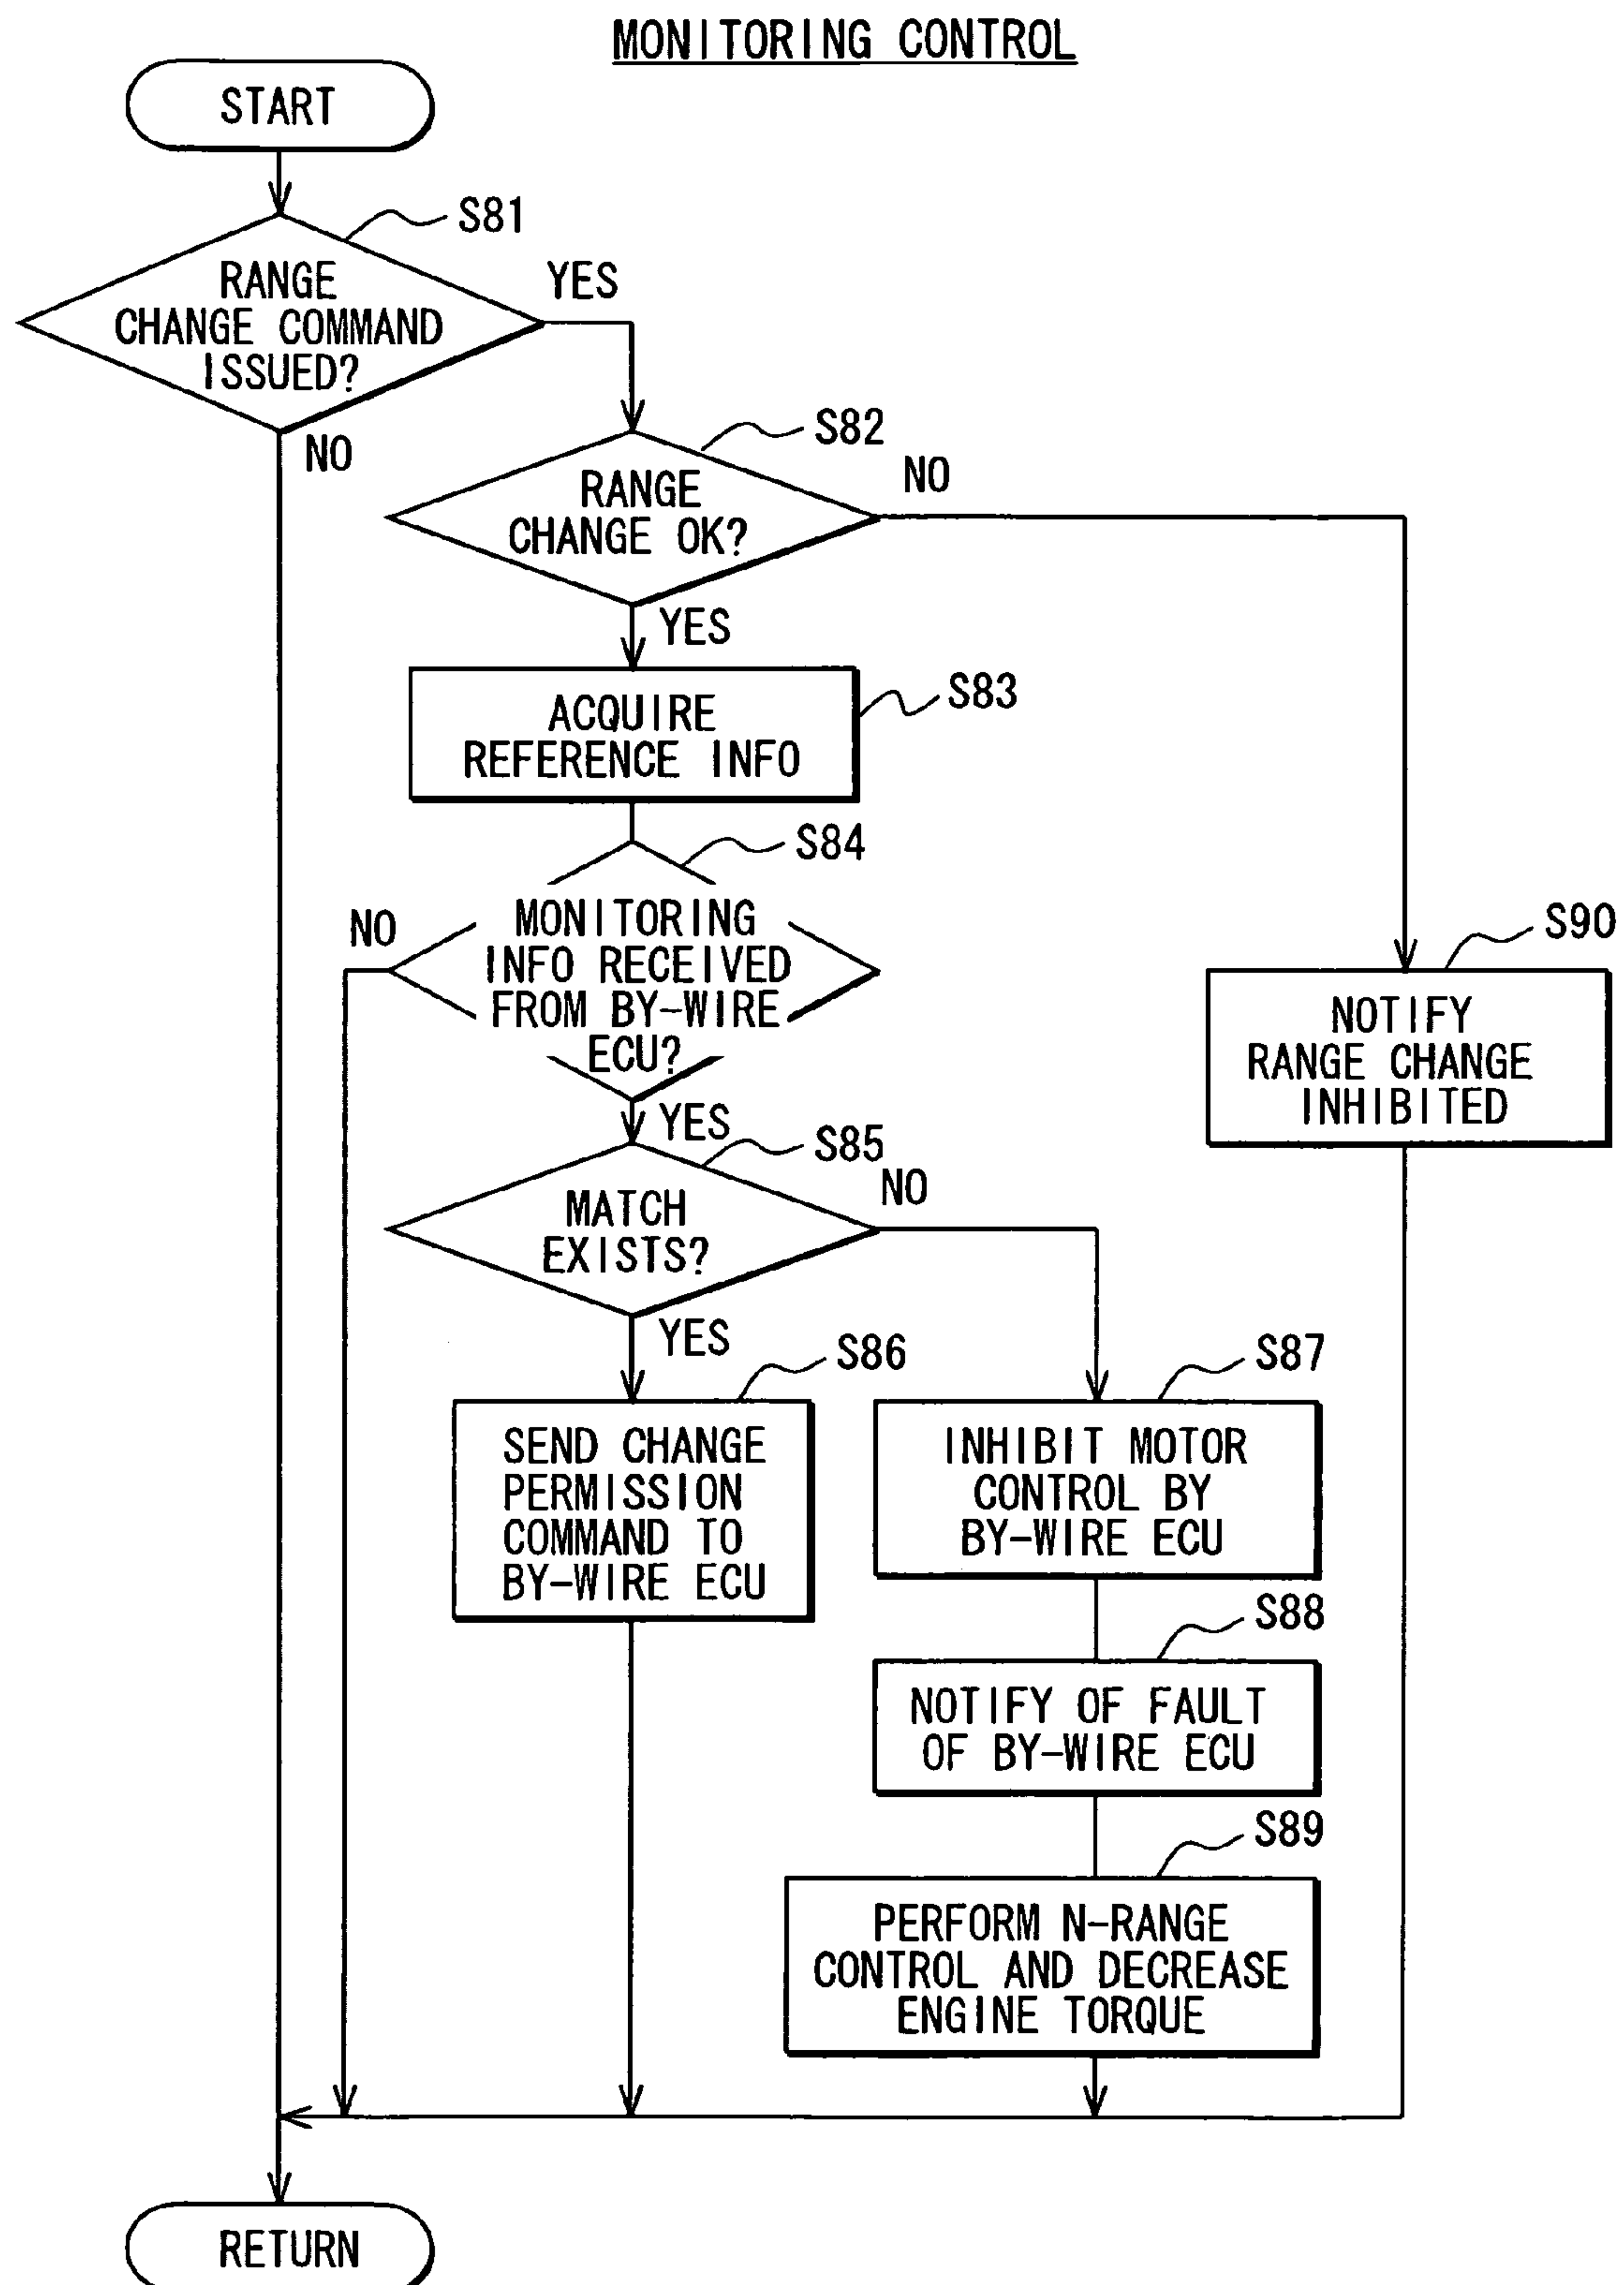 MONITORING CONTROL
START
S81
RANGE
CHANGE COMMAND
ISSUED?
YES
NO
S82
RANGE
CHANGE OK?
NO
YES
S83
ACQUIRE
REFERENCE INFO
S84
MONITORING
INFO RECEIVED
FROM BY-WIRE
ECU?
NO
YES
S90
NOTIFY
RANGE CHANGE
INHIBITED
S85
MATCH
EXISTS?
NO
YES
S86
SEND CHANGE
PERMISSION
COMMAND TO
BY-WIRE ECU
S87
INHIBIT MOTOR
CONTROL BY
BY-WIRE ECU
S88
NOTIFY OF FAULT
OF BY-WIRE ECU
S89
PERFORM N-RANGE
CONTROL AND DECREASE
ENGINE TORQUE
RETURN